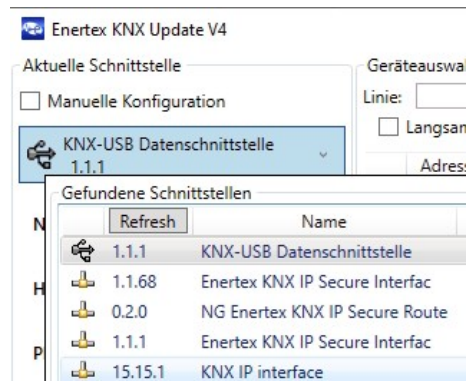 Enertex KNX Update V4
Aktuelle Schnittstelle
Manuelle Konfiguration
KNX-USB Datenschnittstelle
1.1.1
Geräteauswa
Linie:
Langsan
Adress
Gefundene Schnittstellen
Refresh Name
1.1.1 KNX-USB Datenschnittstelle
1.1.68 Enertex KNX IP Secure Interfac
0.2.0 NG Enertex KNX IP Secure Route
1.1.1 Enertex KNX IP Secure Interfac
15.15.1 KNX IP interface
N
H
P